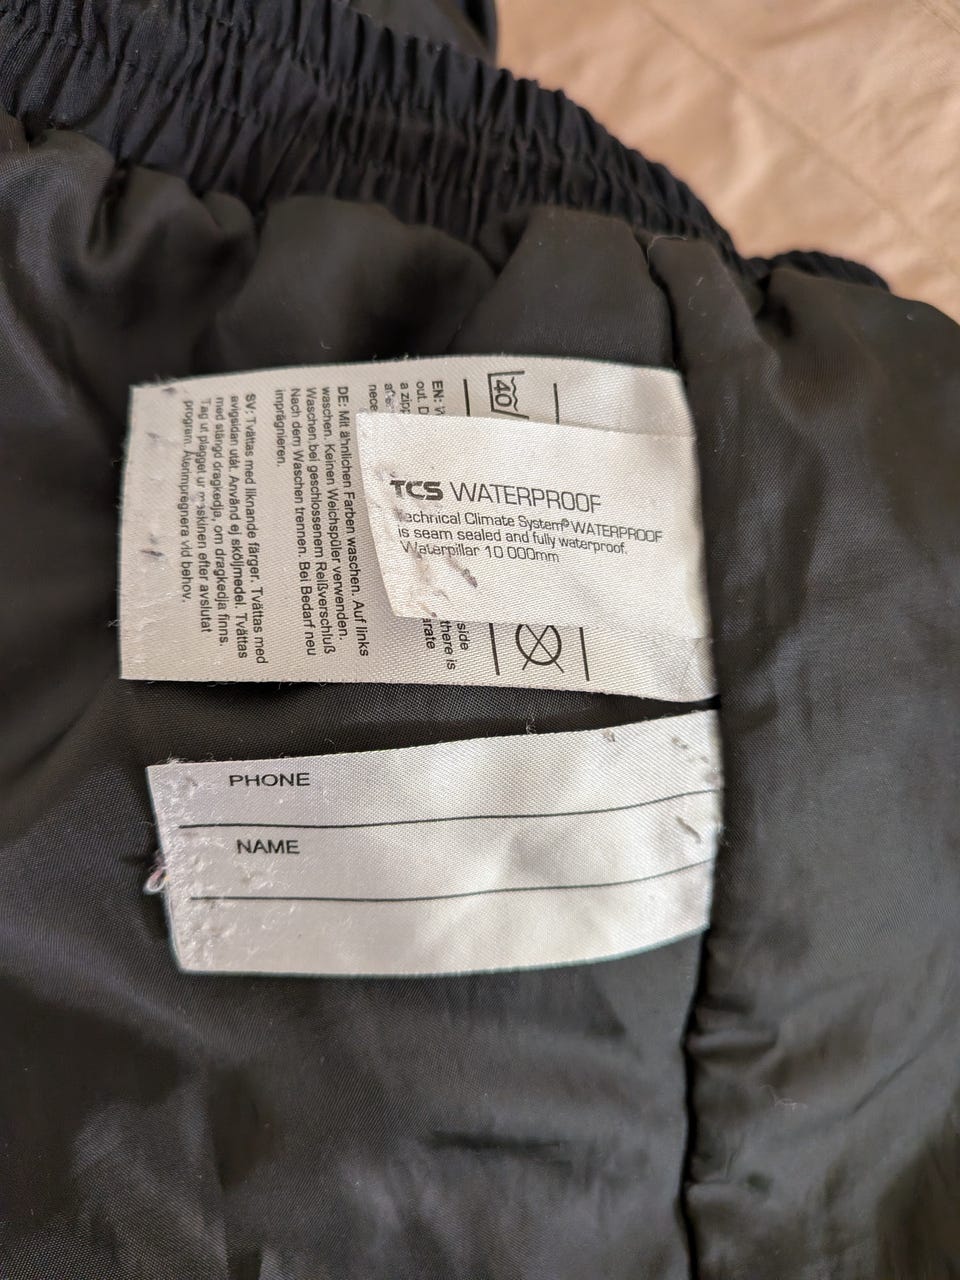 40
EN:
out. D
a zip
nece
side
there is
arate
DE: Mit ähnlichen Farben waschen. Auf links
waschen. Keinen Weichspüler verwenden.
Waschen bei geschlossenem Reißverschluß
Nach dem Waschen trennen. Bei Bedarf neu
imprägnieren.
SV: Tvättas med liknande färger. Tvättas med
avigsidan utåt. Använd ej sköljmedel. Tvättas
med stängd dragkedja, om dragkedja finns.
Tag ut plagget ur maskinen efter avslutat
program. Återimpregnera vid behov.
TCS WATERPROOF
Technical Climate System® WATERPROOF
is seam sealed and fully waterproof.
Waterpillar 10 000mm
PHONE
NAME